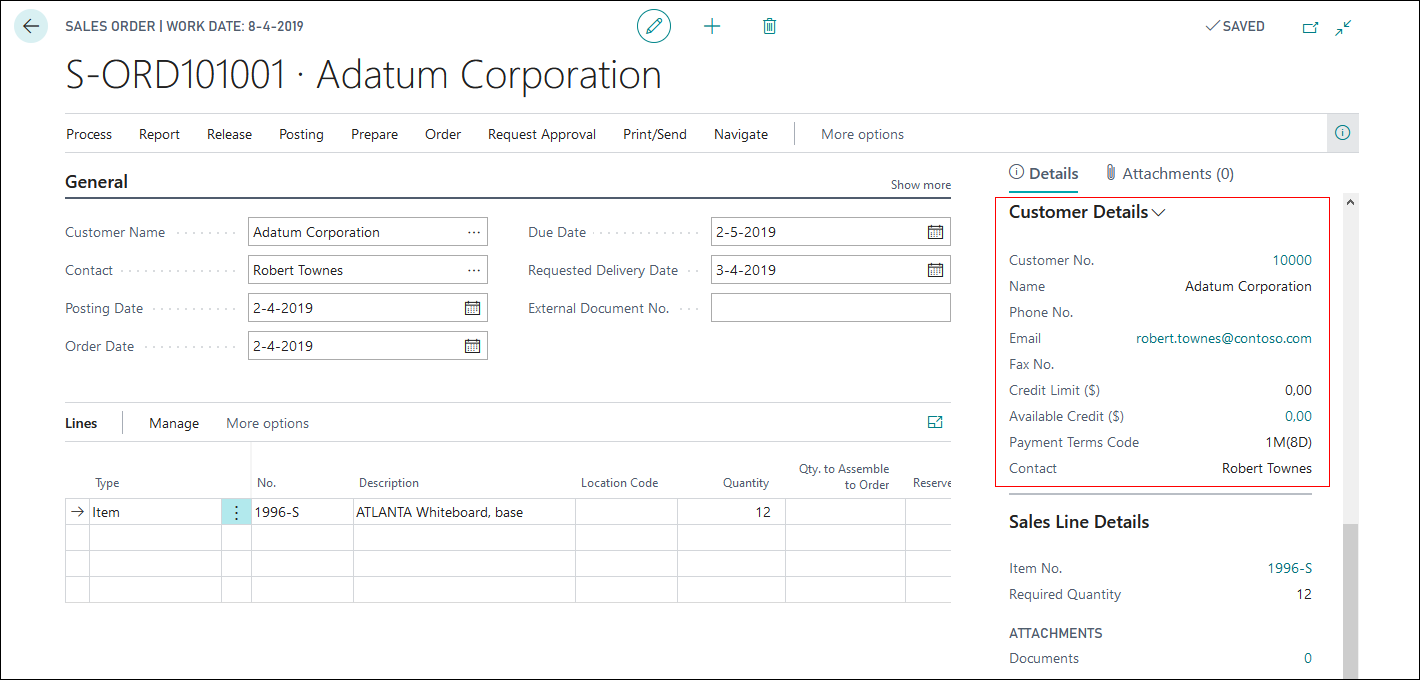 SALES ORDER | WORK DATE: 8-4-2019
SAVED
S-ORD101001 · Adatum Corporation
Process Report Release Posting Prepare Order Request Approval Print/Send Navigate More options
General
Show more
Customer Name Adatum Corporation
Contact Robert Townes
Posting Date 2-4-2019
Order Date 2-4-2019
Due Date 2-5-2019
Requested Delivery Date 3-4-2019
External Document No.
Lines Manage More options
Type No. Description Location Code Quantity Qty. to Assemble to Order Reserve
Item 1996-S ATLANTA Whiteboard, base 12
Details Attachments (0)
Customer Details
Customer No. 10000
Name Adatum Corporation
Phone No.
Email robert.townes@contoso.com
Fax No.
Credit Limit ($) 0,00
Available Credit ($) 0,00
Payment Terms Code 1M(8D)
Contact Robert Townes
Sales Line Details
Item No. 1996-S
Required Quantity 12
ATTACHMENTS
Documents 0